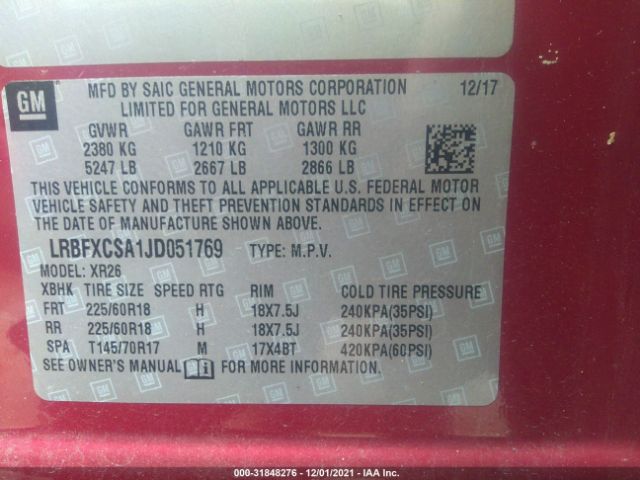 GM
MFD BY SAIC GENERAL MOTORS CORPORATION 12/17
LIMITED FOR GENERAL MOTORS LLC
GVWR GAWR FRT GAWR RR
2380 KG 1210 KG 1300 KG
5247 LB 2667 LB 2866 LB
THIS VEHICLE CONFORMS TO ALL APPLICABLE U.S. FEDERAL MOTOR
VEHICLE SAFETY AND THEFT PREVENTION STANDARDS IN EFFECT ON
THE DATE OF MANUFACTURE SHOWN ABOVE.
LRBFXCSA1JD051769 TYPE: M.P.V.
MODEL: XR26
XBHK TIRE SIZE SPEED RTG RIM COLD TIRE PRESSURE
FRT 225/60R18 H 18X7.5J 240KPA(35PSI)
RR 225/60R18 H 18X7.5J 240KPA(35PSI)
SPA T145/70R17 M 17X4BT 420KPA(60PSI)
SEE OWNER'S MANUAL FOR MORE INFORMATION.
000-31848276 - 12/01/2021 - IAA Inc.